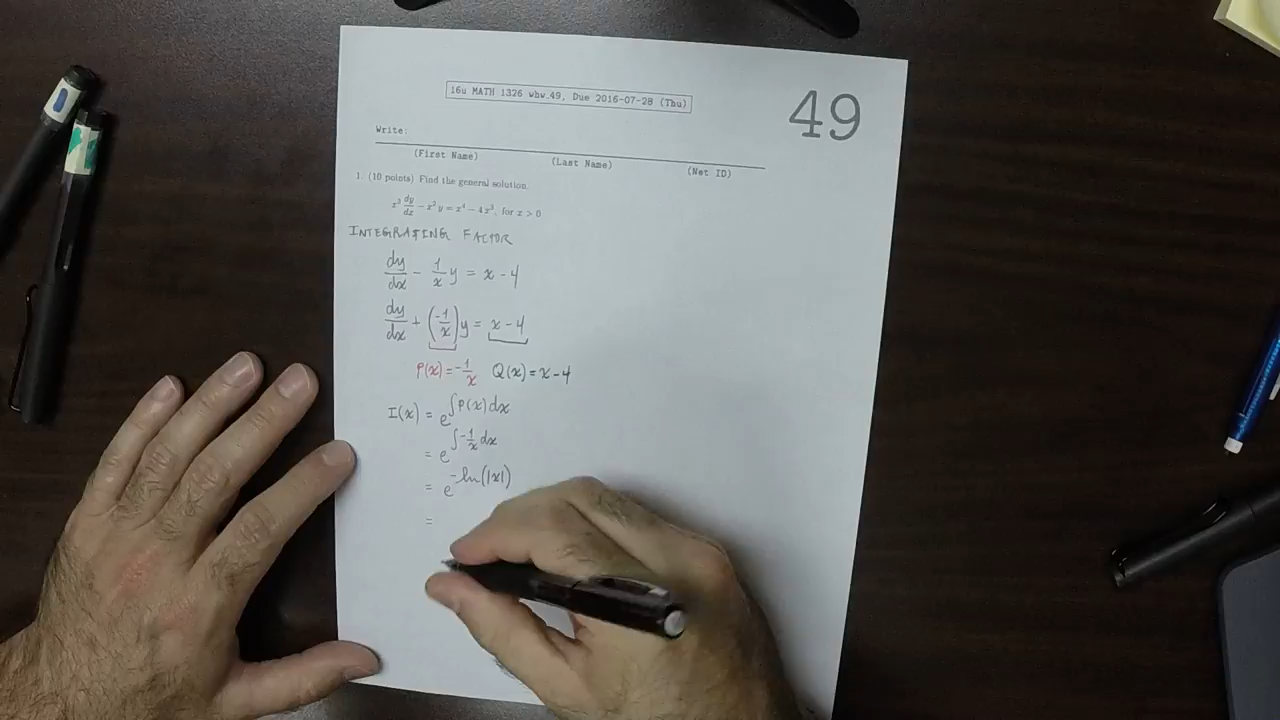 16u MATH 1326 whw.49, Due 2016-07-28 (Thu)
49
Write:
(First Name) (Last Name) (Net ID)
1. (10 points) Find the general solution.
x³ dy/dx − x² y = x⁴ − 4x³, for x > 0
INTEGRATING FACTOR
dy/dx − 1/x y = x − 4
dy/dx + (−1/x) y = x − 4
P(x) = −1/x Q(x) = x − 4
I(x) = e^∫P(x)dx
= e^∫−1/x dx
= e^−ln(|x|)
=